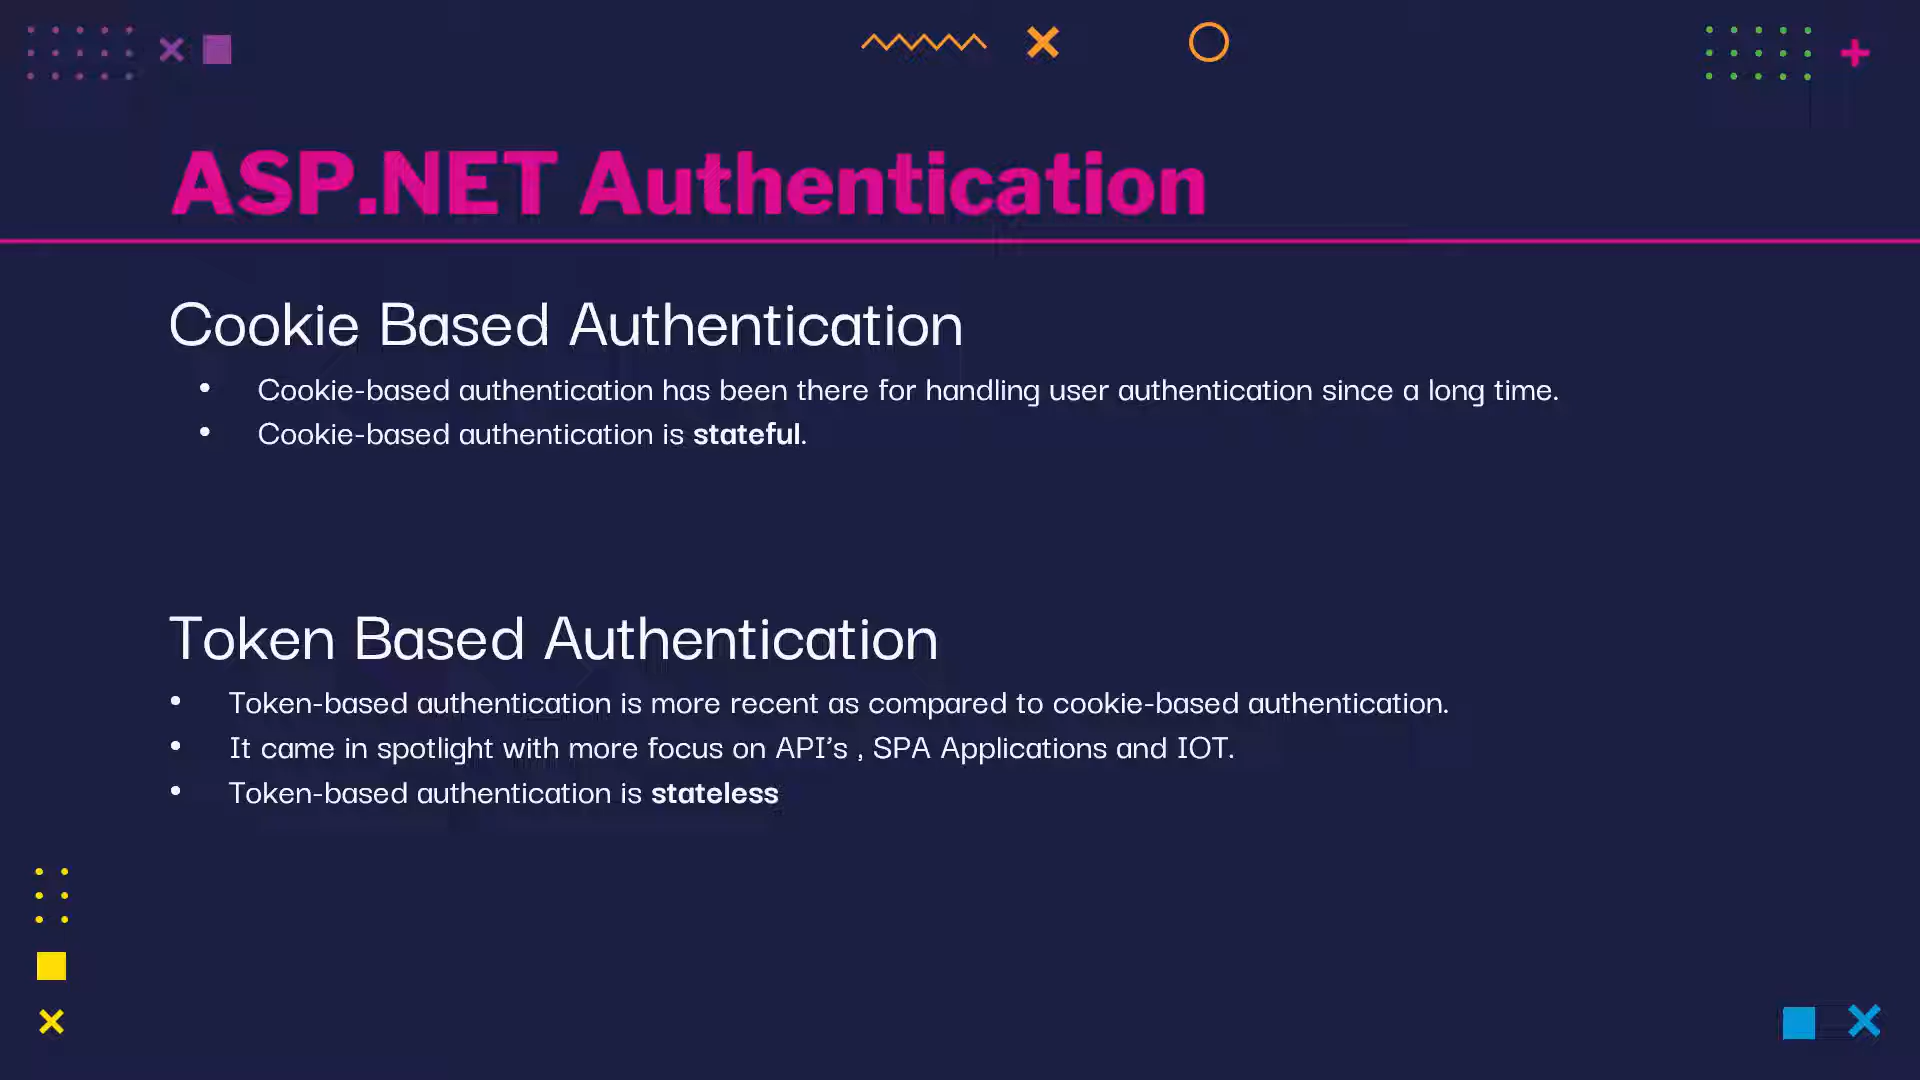 ASP.NET Authentication
Cookie Based Authentication
• Cookie-based authentication has been there for handling user authentication since a long time.
• Cookie-based authentication is stateful.
Token Based Authentication
• Token-based authentication is more recent as compared to cookie-based authentication.
• It came in spotlight with more focus on API’s , SPA Applications and IOT.
• Token-based authentication is stateless